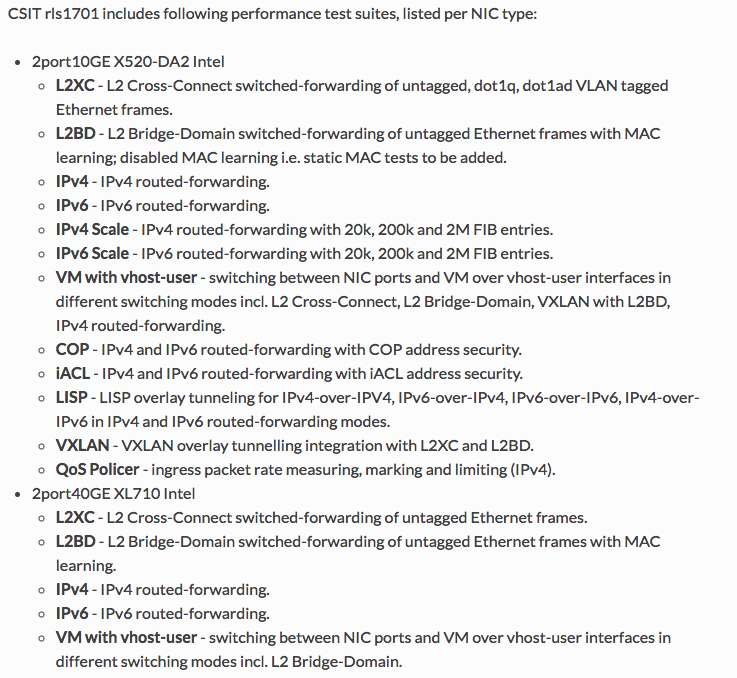 CSIT rls1701 includes following performance test suites, listed per NIC type:
• 2port10GE X520-DA2 Intel
◦ L2XC - L2 Cross-Connect switched-forwarding of untagged, dot1q, dot1ad VLAN tagged
Ethernet frames.
◦ L2BD - L2 Bridge-Domain switched-forwarding of untagged Ethernet frames with MAC
learning; disabled MAC learning i.e. static MAC tests to be added.
◦ IPv4 - IPv4 routed-forwarding.
◦ IPv6 - IPv6 routed-forwarding.
◦ IPv4 Scale - IPv4 routed-forwarding with 20k, 200k and 2M FIB entries.
◦ IPv6 Scale - IPv6 routed-forwarding with 20k, 200k and 2M FIB entries.
◦ VM with vhost-user - switching between NIC ports and VM over vhost-user interfaces in
different switching modes incl. L2 Cross-Connect, L2 Bridge-Domain, VXLAN with L2BD,
IPv4 routed-forwarding.
◦ COP - IPv4 and IPv6 routed-forwarding with COP address security.
◦ iACL - IPv4 and IPv6 routed-forwarding with iACL address security.
◦ LISP - LISP overlay tunneling for IPv4-over-IPV4, IPv6-over-IPv4, IPv6-over-IPv6, IPv4-over-
IPv6 in IPv4 and IPv6 routed-forwarding modes.
◦ VXLAN - VXLAN overlay tunnelling integration with L2XC and L2BD.
◦ QoS Policer - ingress packet rate measuring, marking and limiting (IPv4).
• 2port40GE XL710 Intel
◦ L2XC - L2 Cross-Connect switched-forwarding of untagged Ethernet frames.
◦ L2BD - L2 Bridge-Domain switched-forwarding of untagged Ethernet frames with MAC
learning.
◦ IPv4 - IPv4 routed-forwarding.
◦ IPv6 - IPv6 routed-forwarding.
◦ VM with vhost-user - switching between NIC ports and VM over vhost-user interfaces in
different switching modes incl. L2 Bridge-Domain.